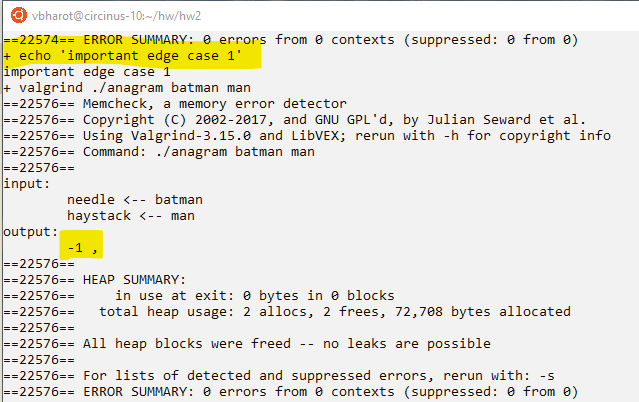 vbharot@circinus-10:~/hw/hw2
==22574== ERROR SUMMARY: 0 errors from 0 contexts (suppressed: 0 from 0)
+ echo 'important edge case 1'
important edge case 1
+ valgrind ./anagram batman man
==22576== Memcheck, a memory error detector
==22576== Copyright (C) 2002-2017, and GNU GPL'd, by Julian Seward et al.
==22576== Using Valgrind-3.15.0 and LibVEX; rerun with -h for copyright info
==22576== Command: ./anagram batman man
==22576==
input:
        needle <-- batman
        haystack <-- man
output:
        -1 ,
==22576==
==22576== HEAP SUMMARY:
==22576==     in use at exit: 0 bytes in 0 blocks
==22576==   total heap usage: 2 allocs, 2 frees, 72,708 bytes allocated
==22576==
==22576== All heap blocks were freed -- no leaks are possible
==22576==
==22576== For lists of detected and suppressed errors, rerun with: -s
==22576== ERROR SUMMARY: 0 errors from 0 contexts (suppressed: 0 from 0)